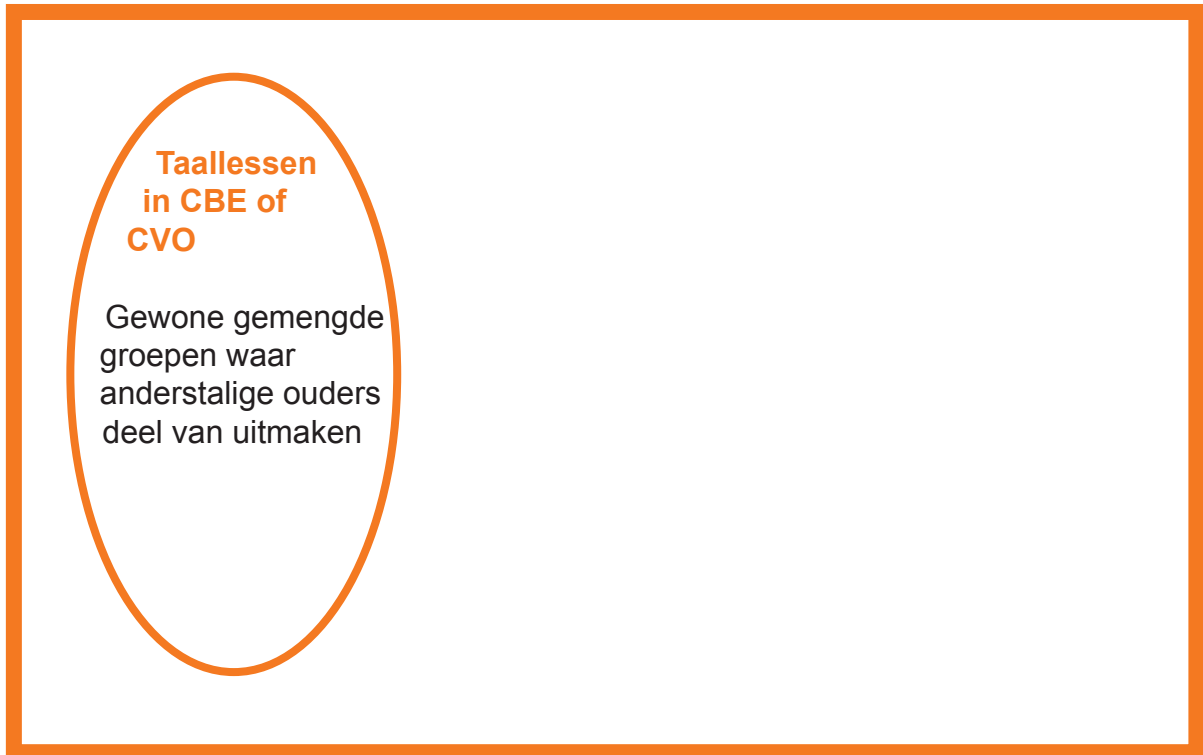 Taallessen
in CBE of
CVO
Gewone gemengde
groepen waar
anderstalige ouders
deel van uitmaken